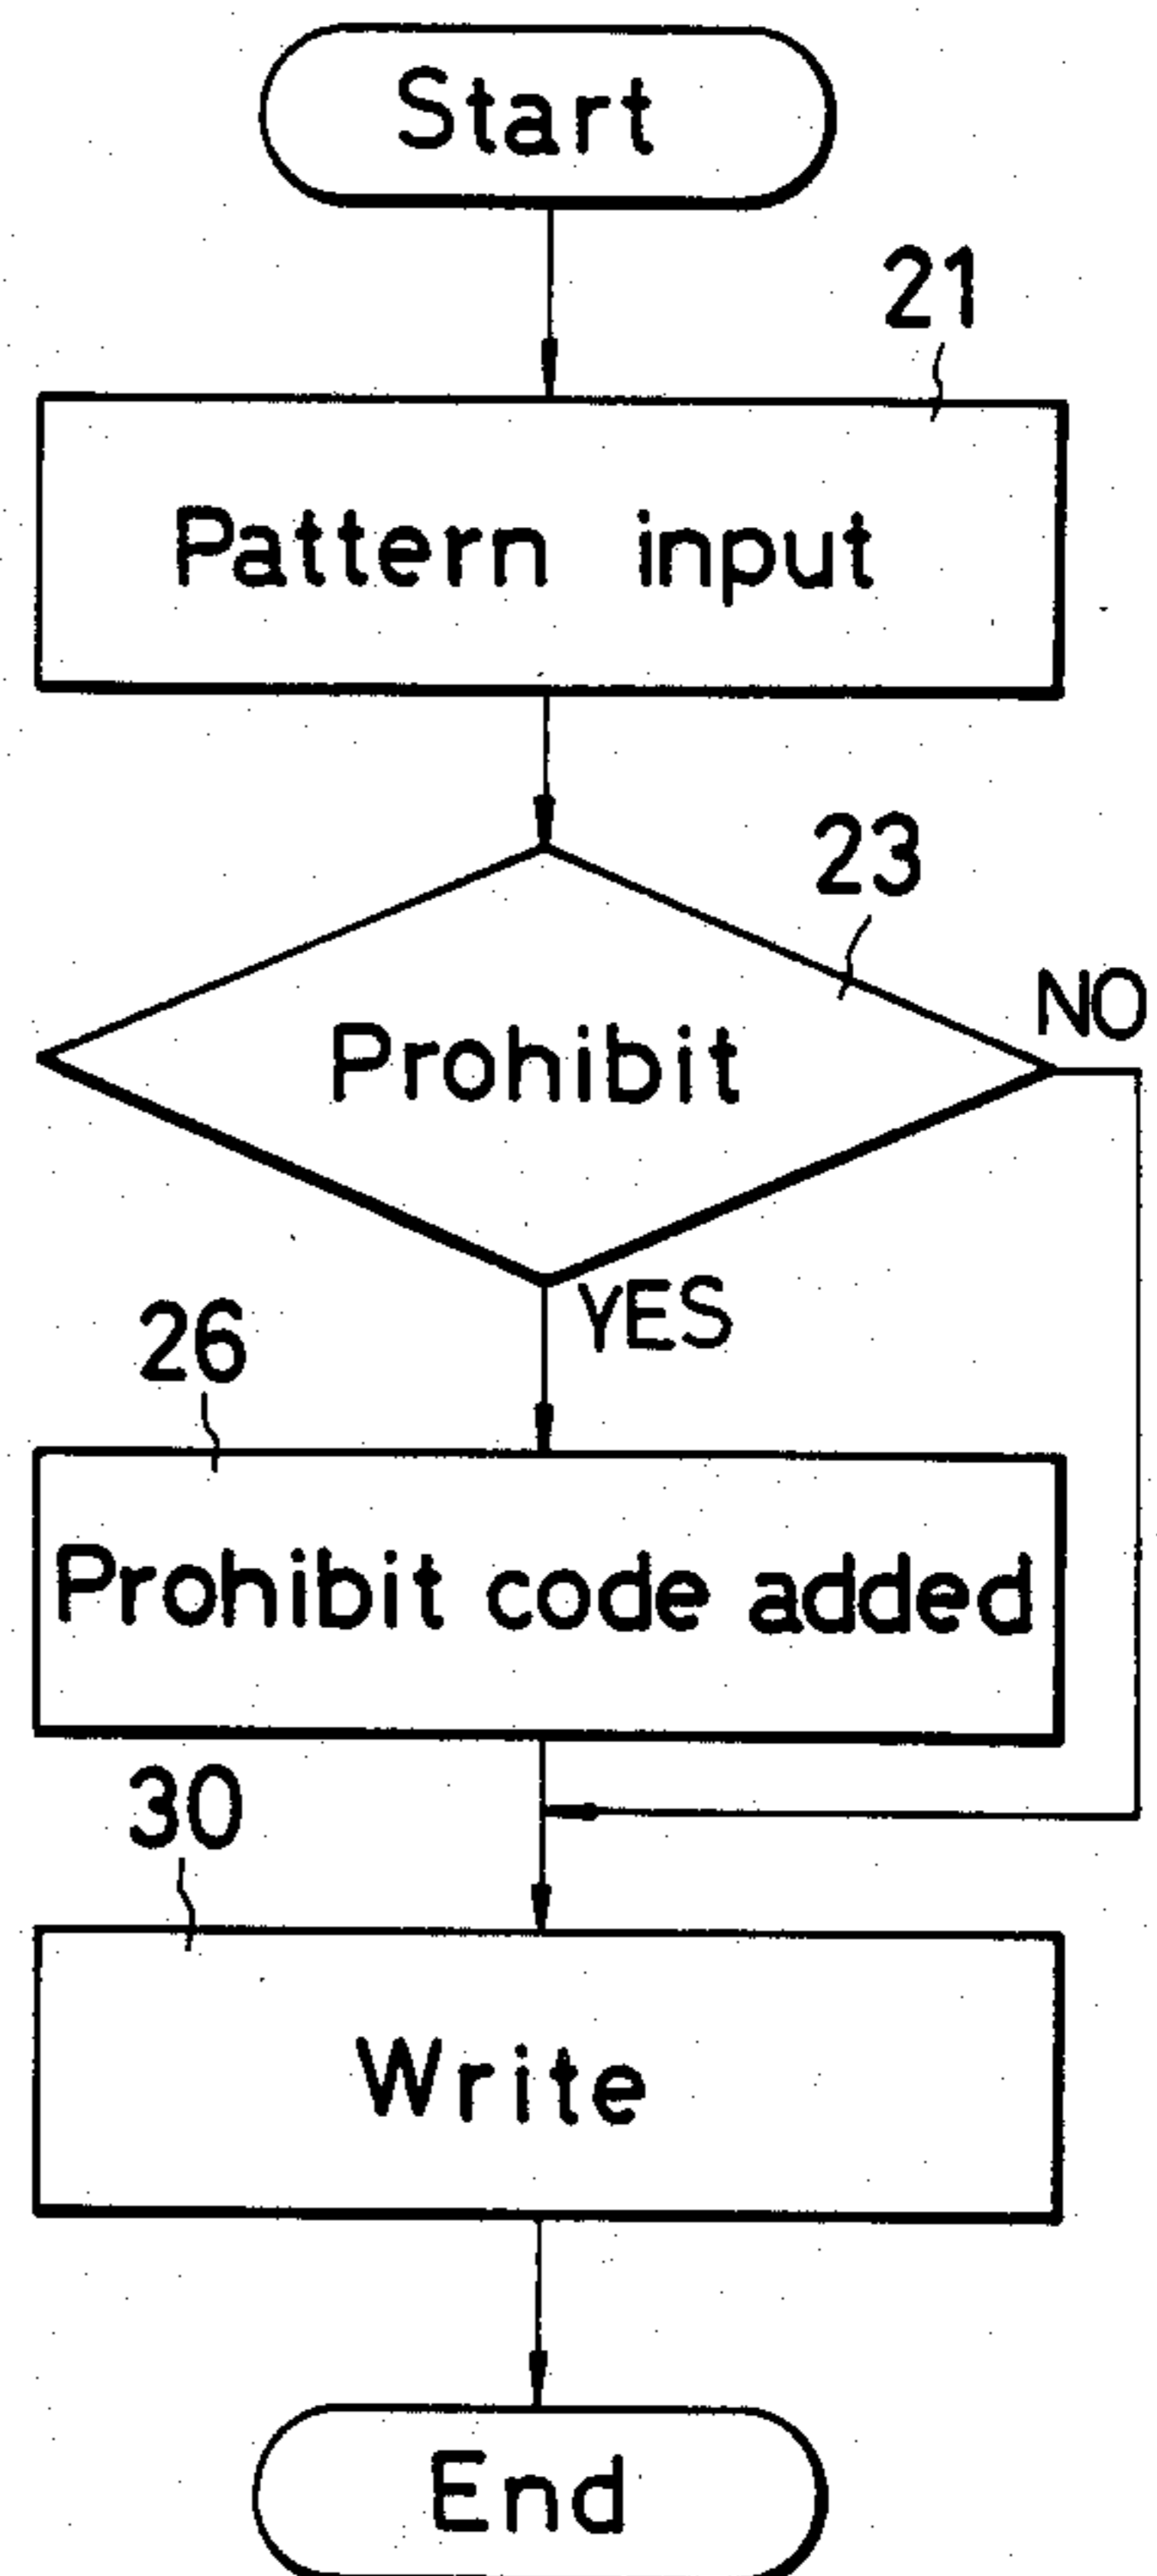 Start
21
Pattern input
23
NO
Prohibit
YES
26
Prohibit code added
30
Write
End